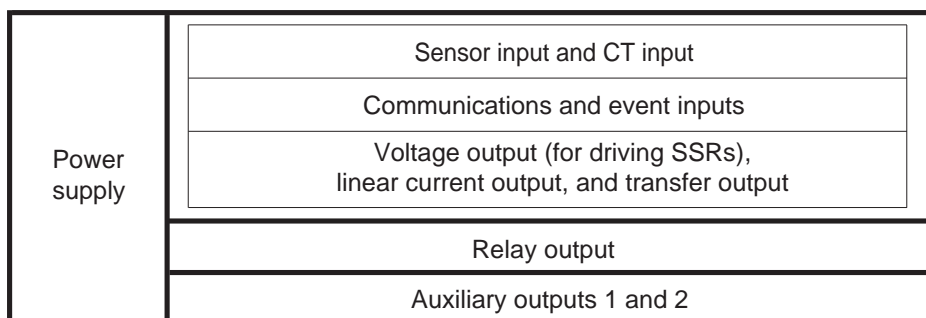 Power
supply
Sensor input and CT input
Communications and event inputs
Voltage output (for driving SSRs),
linear current output, and transfer output
Relay output
Auxiliary outputs 1 and 2